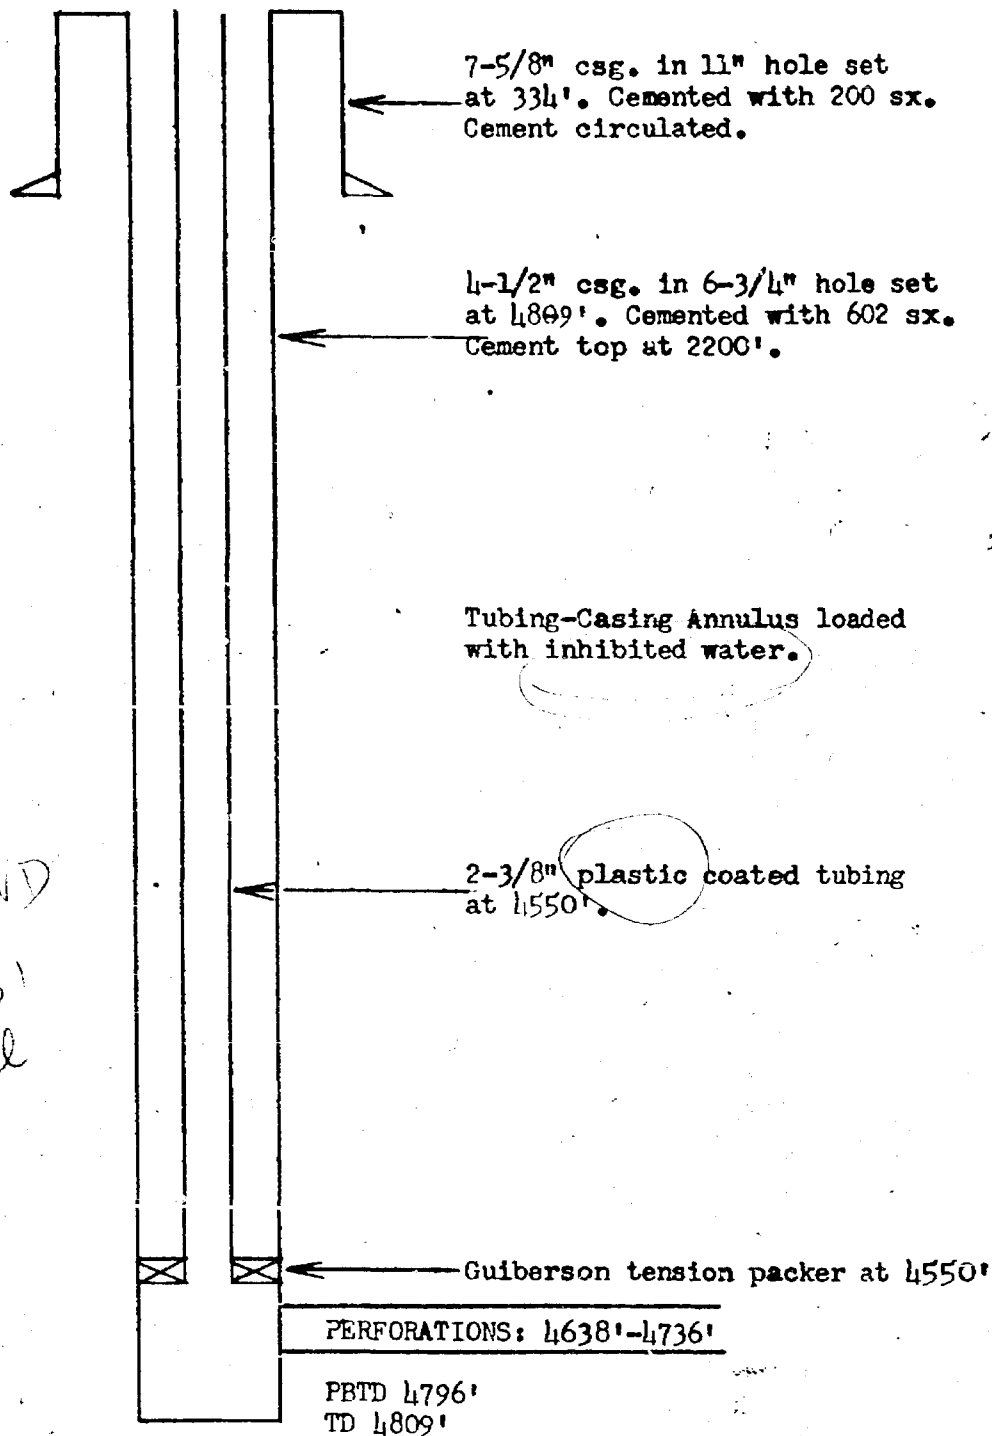 7-5/8" csg. in 11" hole set
at 334'. Cemented with 200 sx.
Cement circulated.
4-1/2" csg. in 6-3/4" hole set
at 4809'. Cemented with 602 sx.
Cement top at 2200'.
Tubing-Casing Annulus loaded
with inhibited water.
2-3/8" plastic coated tubing
at 4550'.
Guiberson tension packer at 4550'
PERFORATIONS: 4638'-4736'
PBTD 4796'
TD 4809'